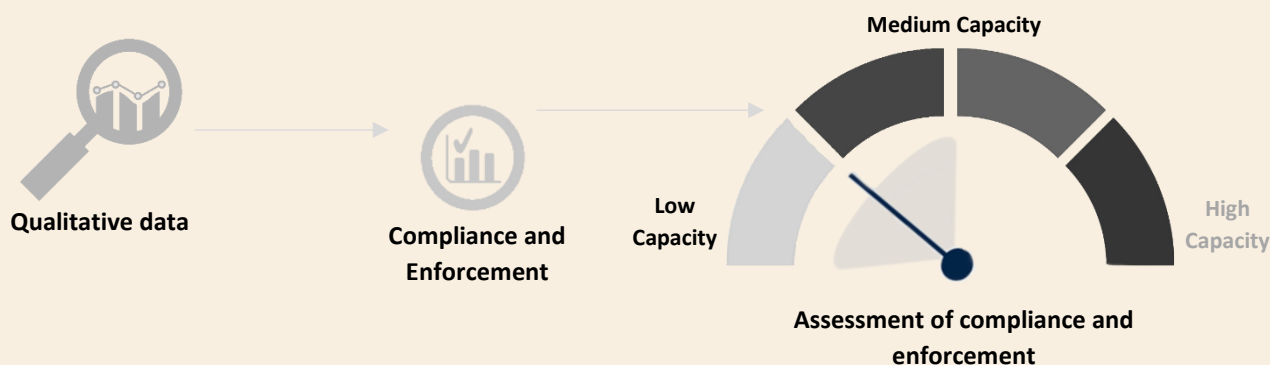 Medium Capacity
Qualitative data
Compliance and
Enforcement
Low
Capacity
High
Capacity
Assessment of compliance and
enforcement